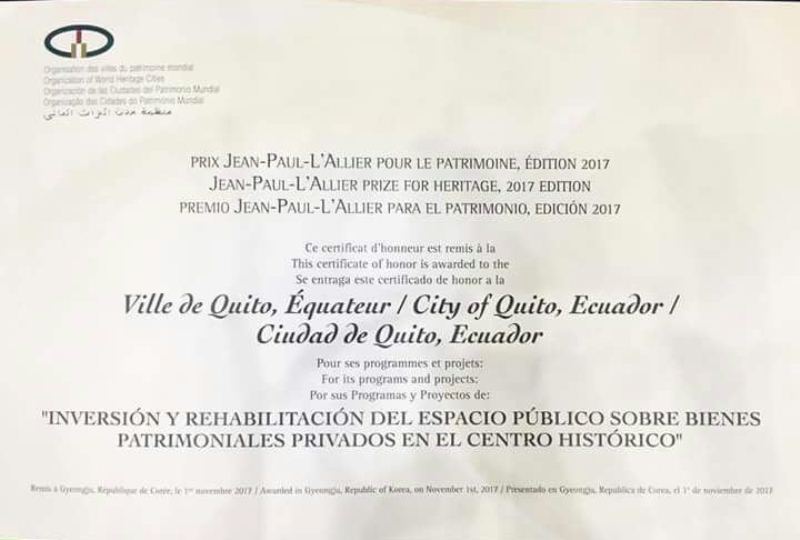 Organisation des villes du patrimoine mondial
Organization of World Heritage Cities
Organización de las Ciudades del Patrimonio Mundial
Organização das Cidades do Património Mundial
منظمة مدن التراث العالمي
PRIX JEAN-PAUL-L'ALLIER POUR LE PATRIMOINE, ÉDITION 2017
JEAN-PAUL-L'ALLIER PRIZE FOR HERITAGE, 2017 EDITION
PREMIO JEAN-PAUL-L'ALLIER PARA EL PATRIMONIO, EDICIÓN 2017
Ce certificat d'honneur est remis à la
This certificate of honor is awarded to the
Se entraga este certificado de honor a la
Ville de Quito, Équateur / City of Quito, Ecuador /
Ciudad de Quito, Ecuador
Pour ses programmes et projets:
For its programs and projects:
Por sus Programas y Proyectos de:
"INVERSIÓN Y REHABILITACIÓN DEL ESPACIO PÚBLICO SOBRE BIENES
PATRIMONIALES PRIVADOS EN EL CENTRO HISTÓRICO"
Remis à Gyeongju, République de Corée, le 1er novembre 2017 / Awarded in Gyeongju, Republic of Korea, on November 1st, 2017 / Presentado en Gyeongju, Republica de Corea, el 1° de noviembre de 2017